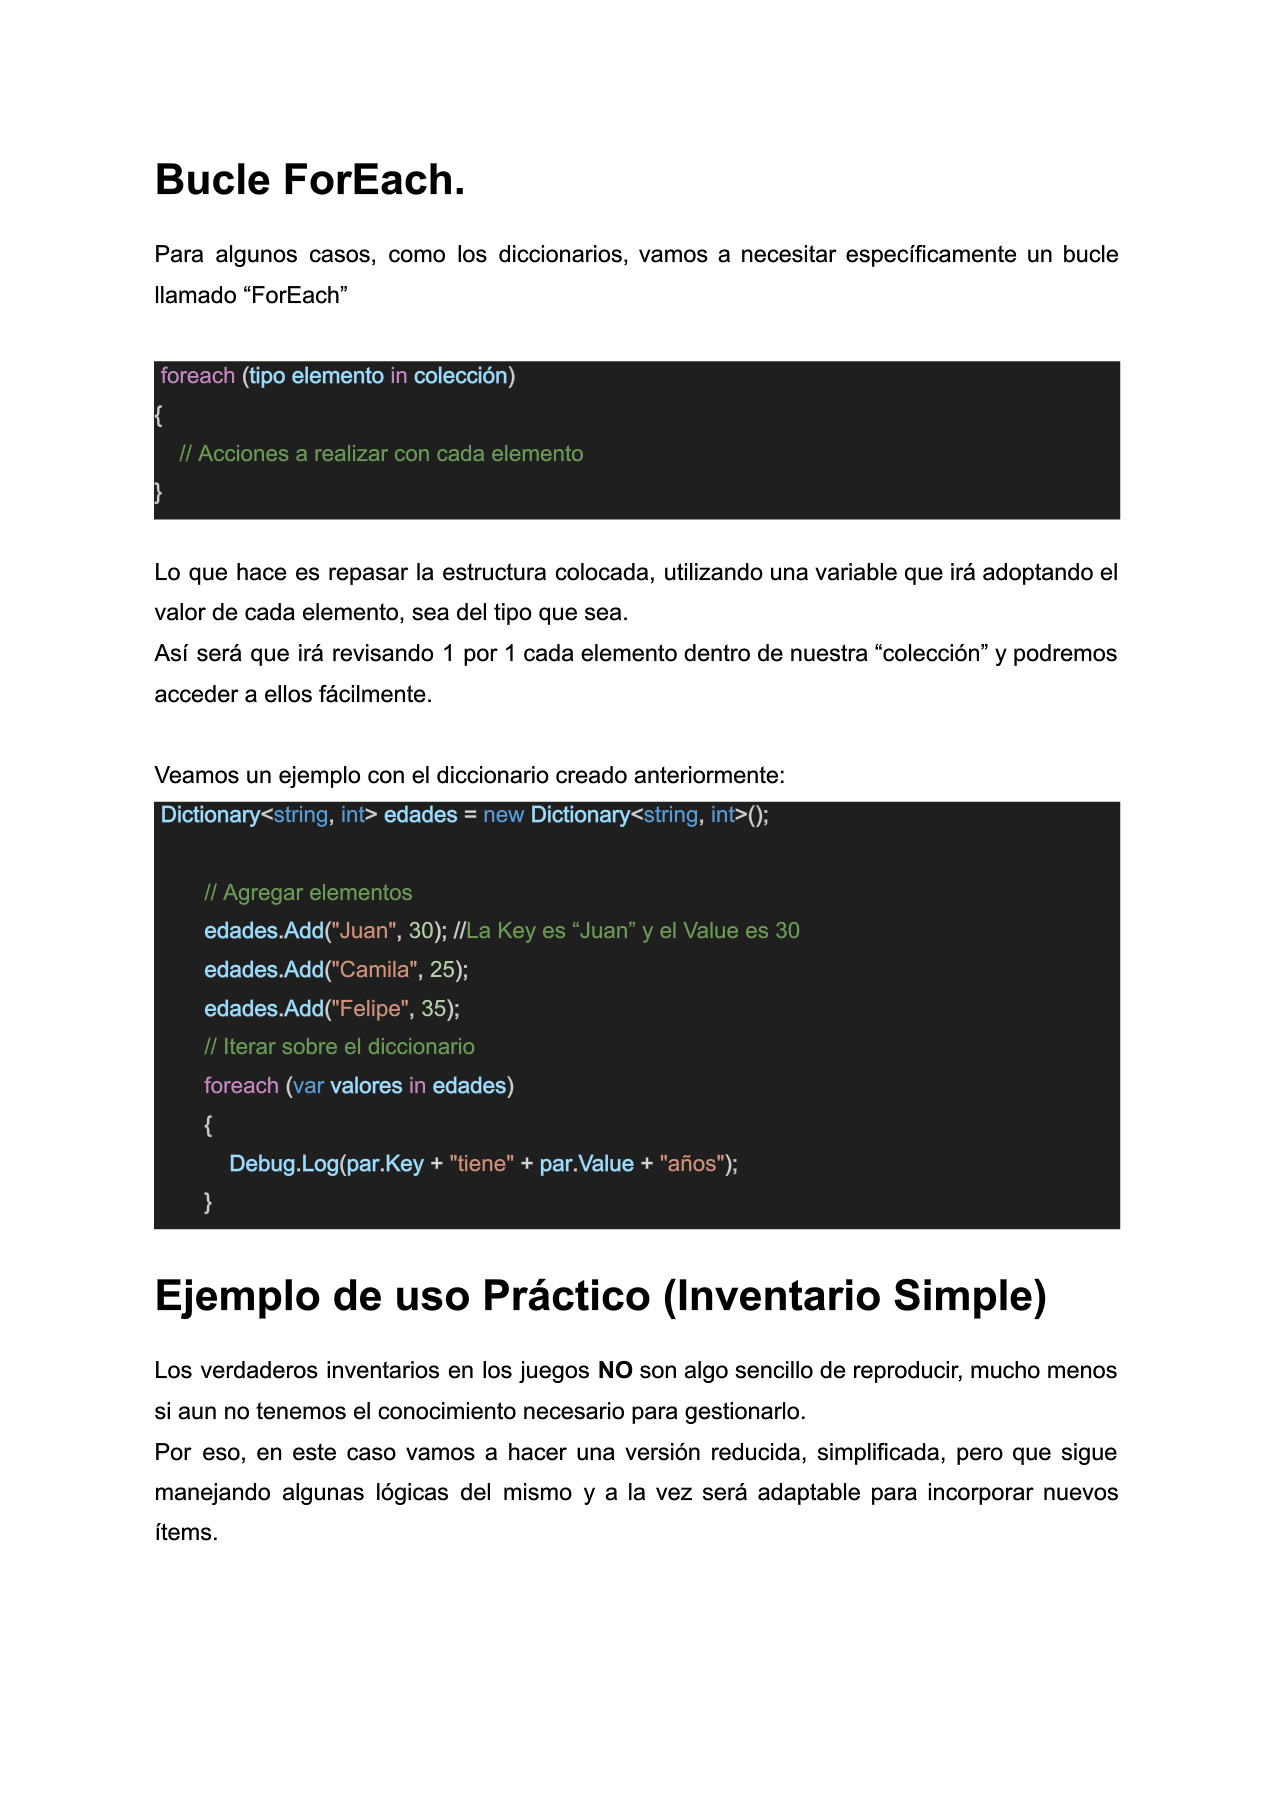 Bucle ForEach.
Para algunos casos, como los diccionarios, vamos a necesitar específicamente un bucle
llamado “ForEach”
foreach (tipo elemento in colección)
{
// Acciones a realizar con cada elemento
}
Lo que hace es repasar la estructura colocada, utilizando una variable que irá adoptando el
valor de cada elemento, sea del tipo que sea.
Así será que irá revisando 1 por 1 cada elemento dentro de nuestra “colección” y podremos
acceder a ellos fácilmente.
Veamos un ejemplo con el diccionario creado anteriormente:
Dictionary<string, int> edades = new Dictionary<string, int>();
// Agregar elementos
edades.Add("Juan", 30); //La Key es “Juan” y el Value es 30
edades.Add("Camila", 25);
edades.Add("Felipe", 35);
// Iterar sobre el diccionario
foreach (var valores in edades)
{
Debug.Log(par.Key + "tiene" + par.Value + "años");
}
Ejemplo de uso Práctico (Inventario Simple)
Los verdaderos inventarios en los juegos NO son algo sencillo de reproducir, mucho menos
si aun no tenemos el conocimiento necesario para gestionarlo.
Por eso, en este caso vamos a hacer una versión reducida, simplificada, pero que sigue
manejando algunas lógicas del mismo y a la vez será adaptable para incorporar nuevos
ítems.